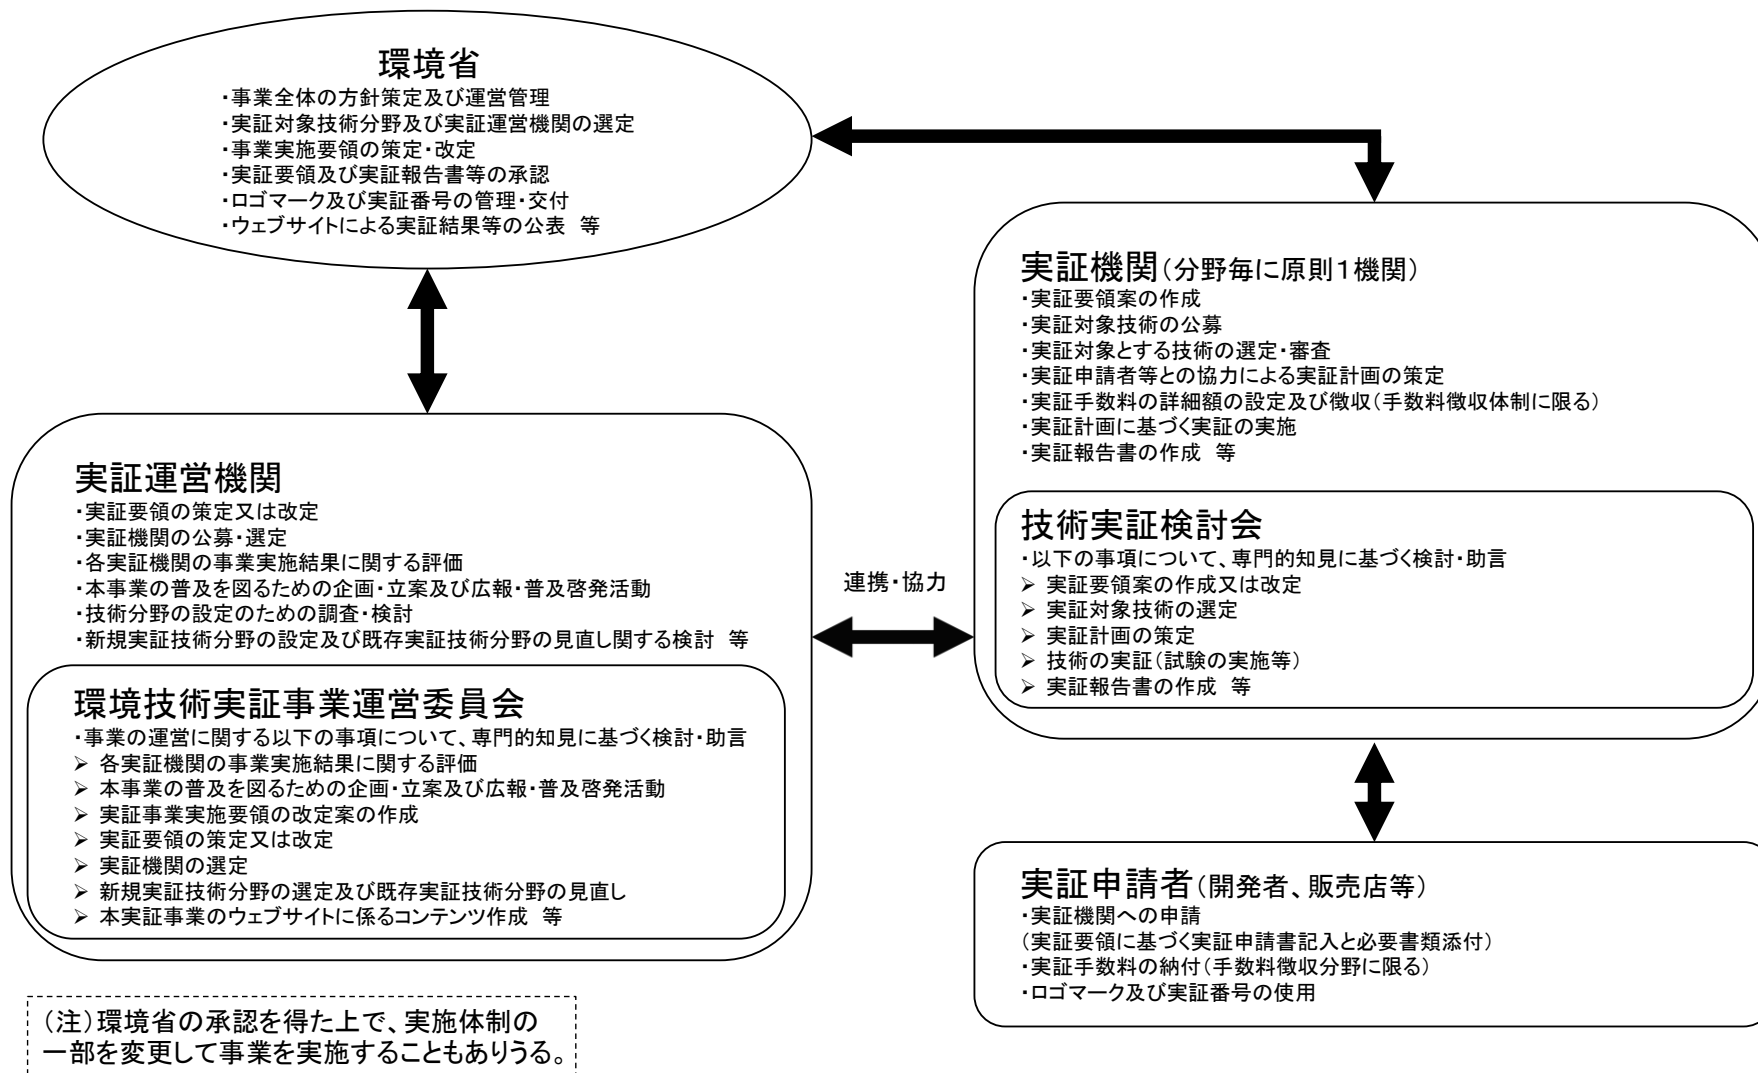 環境省
・事業全体の方針策定及び運営管理
・実証対象技術分野及び実証運営機関の選定
・事業実施要領の策定・改定
・実証要領及び実証報告書等の承認
・ロゴマーク及び実証番号の管理・交付
・ウェブサイトによる実証結果等の公表 等
実証機関(分野毎に原則1機関)
・実証要領案の作成
・実証対象技術の公募
・実証対象とする技術の選定・審査
・実証申請者等との協力による実証計画の策定
・実証手数料の詳細額の設定及び徴収(手数料徴収体制に限る)
・実証計画に基づく実証の実施
・実証報告書の作成 等
技術実証検討会
・以下の事項について、専門的知見に基づく検討・助言
➢ 実証要領案の作成又は改定
➢ 実証対象技術の選定
➢ 実証計画の策定
➢ 技術の実証(試験の実施等)
➢ 実証報告書の作成 等
実証運営機関
・実証要領の策定又は改定
・実証機関の公募・選定
・各実証機関の事業実施結果に関する評価
・本事業の普及を図るための企画・立案及び広報・普及啓発活動
・技術分野の設定のための調査・検討
・新規実証技術分野の設定及び既存実証技術分野の見直し関する検討 等
環境技術実証事業運営委員会
・事業の運営に関する以下の事項について、専門的知見に基づく検討・助言
➢ 各実証機関の事業実施結果に関する評価
➢ 本事業の普及を図るための企画・立案及び広報・普及啓発活動
➢ 実証事業実施要領の改定案の作成
➢ 実証要領の策定又は改定
➢ 実証機関の選定
➢ 新規実証技術分野の選定及び既存実証技術分野の見直し
➢ 本実証事業のウェブサイトに係るコンテンツ作成 等
連携・協力
実証申請者(開発者、販売店等)
・実証機関への申請
(実証要領に基づく実証申請書記入と必要書類添付)
・実証手数料の納付(手数料徴収分野に限る)
・ロゴマーク及び実証番号の使用
(注)環境省の承認を得た上で、実施体制の
一部を変更して事業を実施することもありうる。